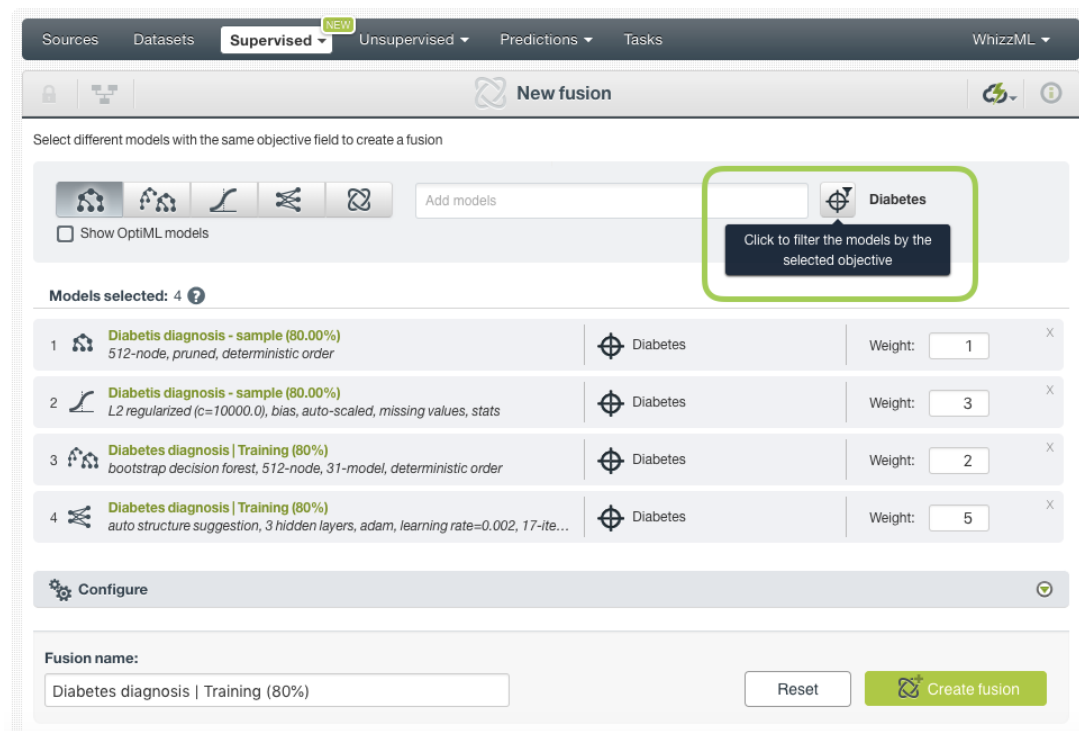 NEW
Sources Datasets Supervised Unsupervised Predictions Tasks WhizzML
New fusion
Select different models with the same objective field to create a fusion
Add models Diabetes
Show OptiML models
Click to filter the models by the
selected objective
Models selected: 4 ?
1 Diabetis diagnosis - sample (80.00%)
512-node, pruned, deterministic order
Diabetes Weight: 1 X
2 Diabetis diagnosis - sample (80.00%)
L2 regularized (c=10000.0), bias, auto-scaled, missing values, stats
Diabetes Weight: 3 X
3 Diabetes diagnosis | Training (80%)
bootstrap decision forest, 512-node, 31-model, deterministic order
Diabetes Weight: 2 X
4 Diabetes diagnosis | Training (80%)
auto structure suggestion, 3 hidden layers, adam, learning rate=0.002, 17-ite...
Diabetes Weight: 5 X
Configure
Fusion name:
Diabetes diagnosis | Training (80%)
Reset Create fusion